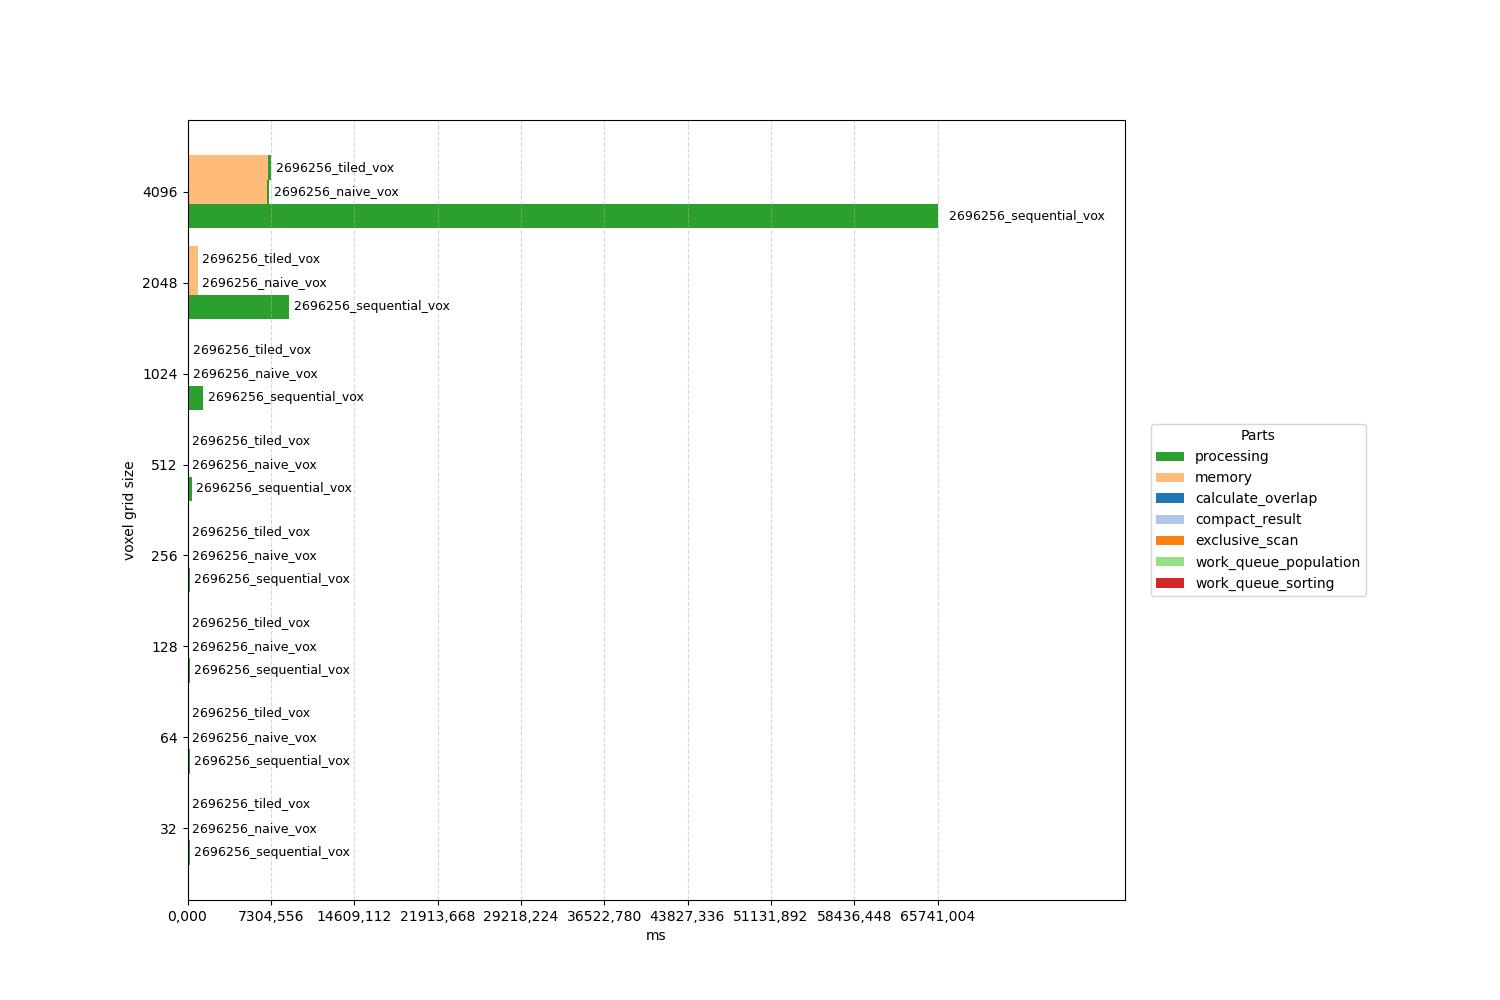 2696256_tiled_vox
4096
2696256_naive_vox
2696256_sequential_vox
2696256_tiled_vox
2048
2696256_naive_vox
2696256_sequential_vox
2696256_tiled_vox
1024
2696256_naive_vox
2696256_sequential_vox
2696256_tiled_vox
512
2696256_naive_vox
2696256_sequential_vox
2696256_tiled_vox
256
2696256_naive_vox
2696256_sequential_vox
2696256_tiled_vox
128
2696256_naive_vox
2696256_sequential_vox
2696256_tiled_vox
64
2696256_naive_vox
2696256_sequential_vox
2696256_tiled_vox
32
2696256_naive_vox
2696256_sequential_vox
voxel grid size
0,000 7304,556 14609,112 21913,668 29218,224 36522,780 43827,336 51131,892 58436,448 65741,004
ms
Parts
processing
memory
calculate_overlap
compact_result
exclusive_scan
work_queue_population
work_queue_sorting